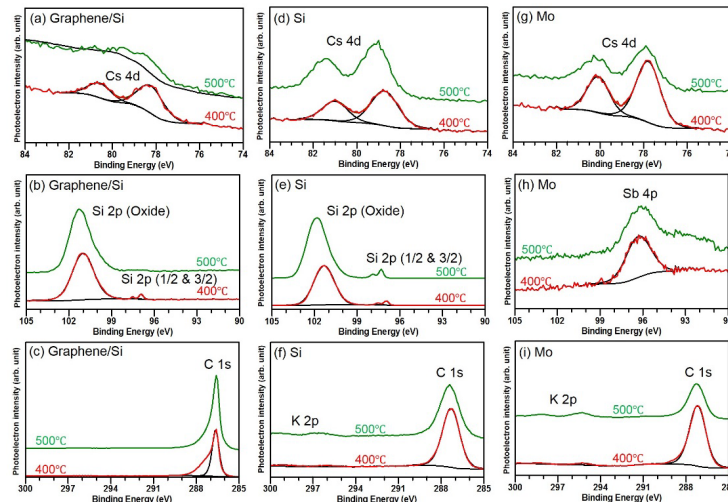 (a) Graphene/Si
Cs 4d
500℃
400℃
Photoelectron intensity (arb. unit)
84 82 80 78 76 74
Binding Energy (eV)
(d) Si
Cs 4d
500℃
400℃
Photoelectron intensity (arb. unit)
84 82 80 78 76 74
Binding Energy (eV)
(g) Mo
Cs 4d
500℃
400℃
Photoelectron intensity (arb. unit)
84 82 80 78 76 74
Binding Energy (eV)
(b) Graphene/Si
Si 2p (Oxide)
500℃
Si 2p (1/2 & 3/2)
400℃
Photoelectron intensity (arb. unit)
105 102 99 96 93 90
Binding Energy (eV)
(e) Si
Si 2p (Oxide)
Si 2p (1/2 & 3/2)
500℃
400℃
Photoelectron intensity (arb. unit)
105 102 99 96 93 90
Binding Energy (eV)
(h) Mo
Sb 4p
500℃
400℃
Photoelectron intensity (arb. unit)
105 102 99 96 93 90
Binding Energy (eV)
(c) Graphene/Si
C 1s
500℃
400℃
Photoelectron intensity (arb. unit)
300 297 294 291 288 285
Binding Energy (eV)
(f) Si
C 1s
K 2p
500℃
400℃
Photoelectron intensity (arb. unit)
300 297 294 291 288 285
Binding Energy (eV)
(i) Mo
C 1s
K 2p
500℃
400℃
Photoelectron intensity (arb. unit)
300 297 294 291 288
Binding Energy (eV)